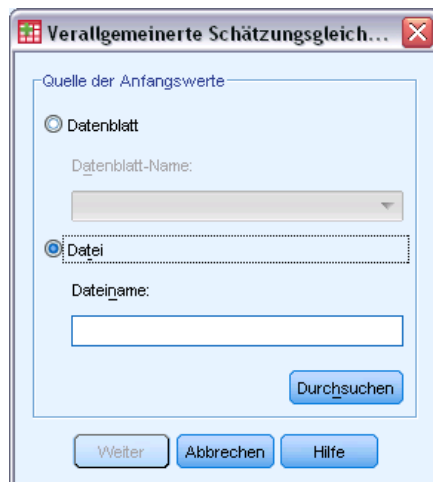 Verallgemeinerte Schätzungsgleich...
Quelle der Anfangswerte
Datenblatt
Datenblatt-Name:
Datei
Dateiname:
Durchsuchen
Weiter Abbrechen Hilfe